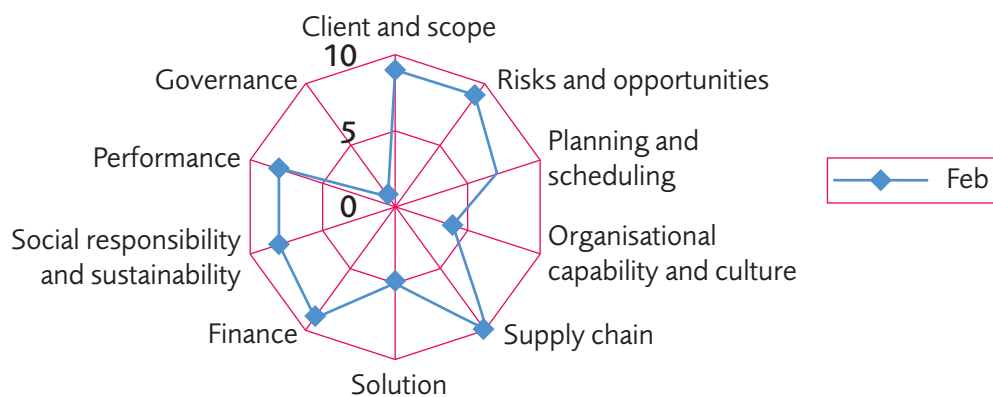 Client and scope
10
Governance
Risks and opportunities
5
Performance
Planning and
scheduling
Feb
0
Social responsibility
and sustainability
Organisational
capability and culture
Finance
Supply chain
Solution